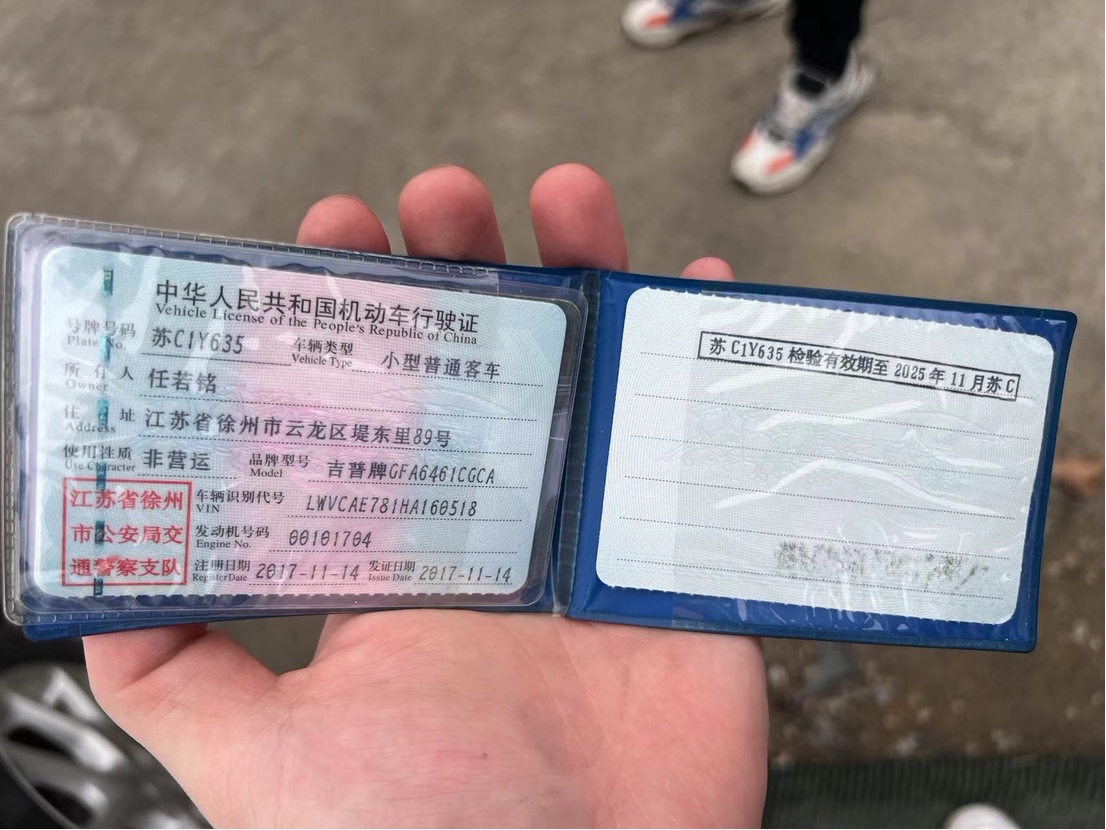 中华人民共和国机动车行驶证
Vehicle License of the People's Republic of China
号牌号码 苏C1Y635 车辆类型 小型普通客车
Plate No. Vehicle Type
所有人 任若铭
Owner
住址 江苏省徐州市云龙区堤东里89号
Address
使用性质 非营运 品牌型号 吉普牌GFA6461CGCA
Use Character Model
江苏省徐州
市公安局交
通警察支队
车辆识别代号 LWVCAE781HA160518
VIN
发动机号码 00101704
Engine No.
注册日期 2017-11-14 发证日期 2017-11-14
Register Date Issue Date
苏C1Y635 检验有效期至 2025年11月苏C